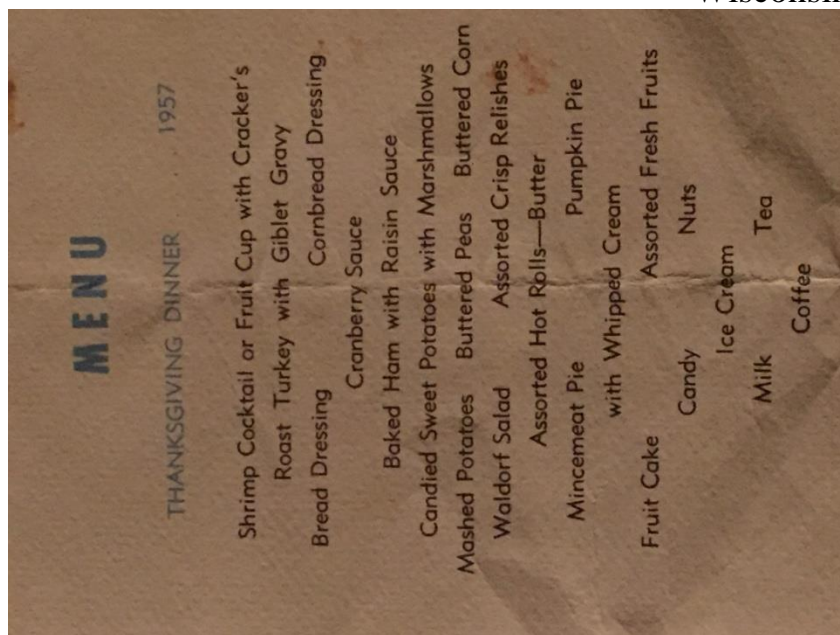 MENU
THANKSGIVING DINNER 1957
Shrimp Cocktail or Fruit Cup with Cracker's
Roast Turkey with Giblet Gravy
Bread Dressing Cornbread Dressing
Cranberry Sauce
Baked Ham with Raisin Sauce
Candied Sweet Potatoes with Marshmallows
Mashed Potatoes Buttered Peas Buttered Corn
Waldorf Salad Assorted Crisp Relishes
Assorted Hot Rolls—Butter
Mincemeat Pie Pumpkin Pie
with Whipped Cream
Fruit Cake Assorted Fresh Fruits
Candy Nuts
Ice Cream
Milk Tea
Coffee